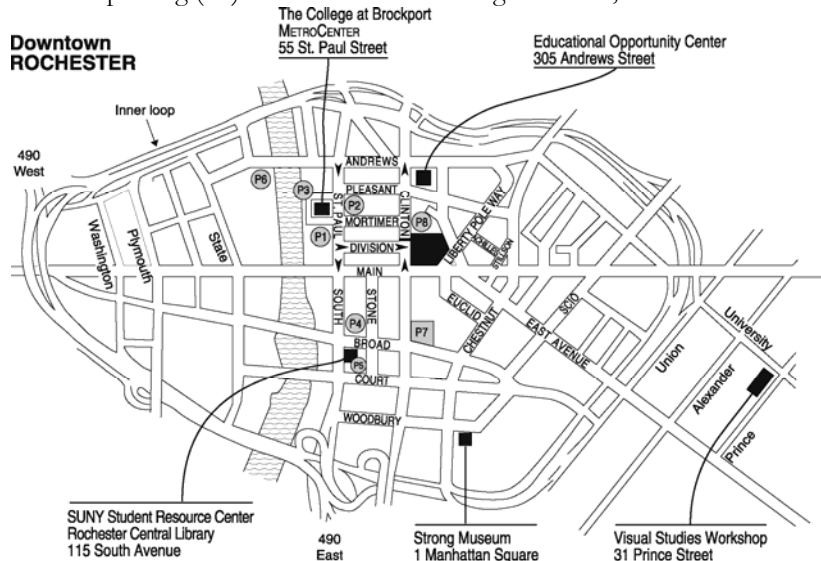 The College at Brockport
METROCENTER
55 St. Paul Street
Downtown
ROCHESTER
Educational Opportunity Center
305 Andrews Street
Inner loop
490
West
ANDREWS
P6
P3
PLEASANT
ST. PAUL
P2
CLINTON
P8
MORTIMER
P1
DIVISION
LIBERTY POLE WAY
ACHILLES
STILLSON
Washington
Plymouth
State
MAIN
SOUTH
STONE
EUCLID
CHESTNUT
SCIO
EAST AVENUE
University
P4
P7
BROAD
Union
P5
COURT
Alexander
WOODBURY
Prince
SUNY Student Resource Center
Rochester Central Library
115 South Avenue
490
East
Strong Museum
1 Manhattan Square
Visual Studies Workshop
31 Prince Street